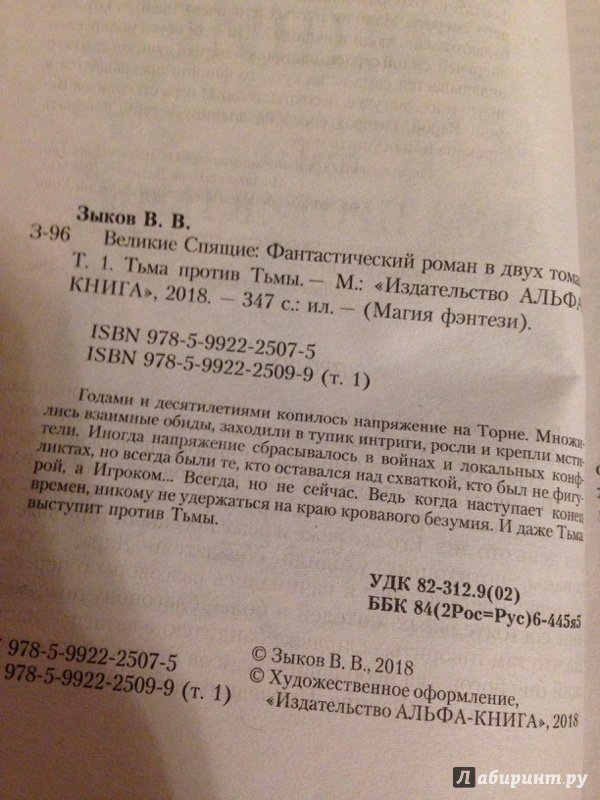 Зыков В. В.
З-96 Великие Спящие: Фантастический роман в двух тома
Т. 1. Тьма против Тьмы. — М.: «Издательство АЛЬФА
КНИГА», 2018. — 347 с.: ил. — (Магия фэнтези).
ISBN 978-5-9922-2507-5
ISBN 978-5-9922-2509-9 (т. 1)
Годами и десятилетиями копилось напряжение на Торне. Множи-
лись взаимные обиды, заходили в тупик интриги, росли и крепли мсти-
тели. Иногда напряжение сбрасывалось в войнах и локальных конф-
ликтах, но всегда были те, кто оставался над схваткой, кто был не фигу-
рой, а Игроком... Всегда, но не сейчас. Ведь когда наступает конец
времен, никому не удержаться на краю кровавого безумия. И даже Тьма
выступит против Тьмы.
УДК 82-312.9(02)
ББК 84(2Рос=Рус)6-445я5
978-5-9922-2507-5
978-5-9922-2509-9 (т. 1)
© Зыков В. В., 2018
© Художественное оформление,
«Издательство АЛЬФА-КНИГА», 2018
Лабиринт.ру